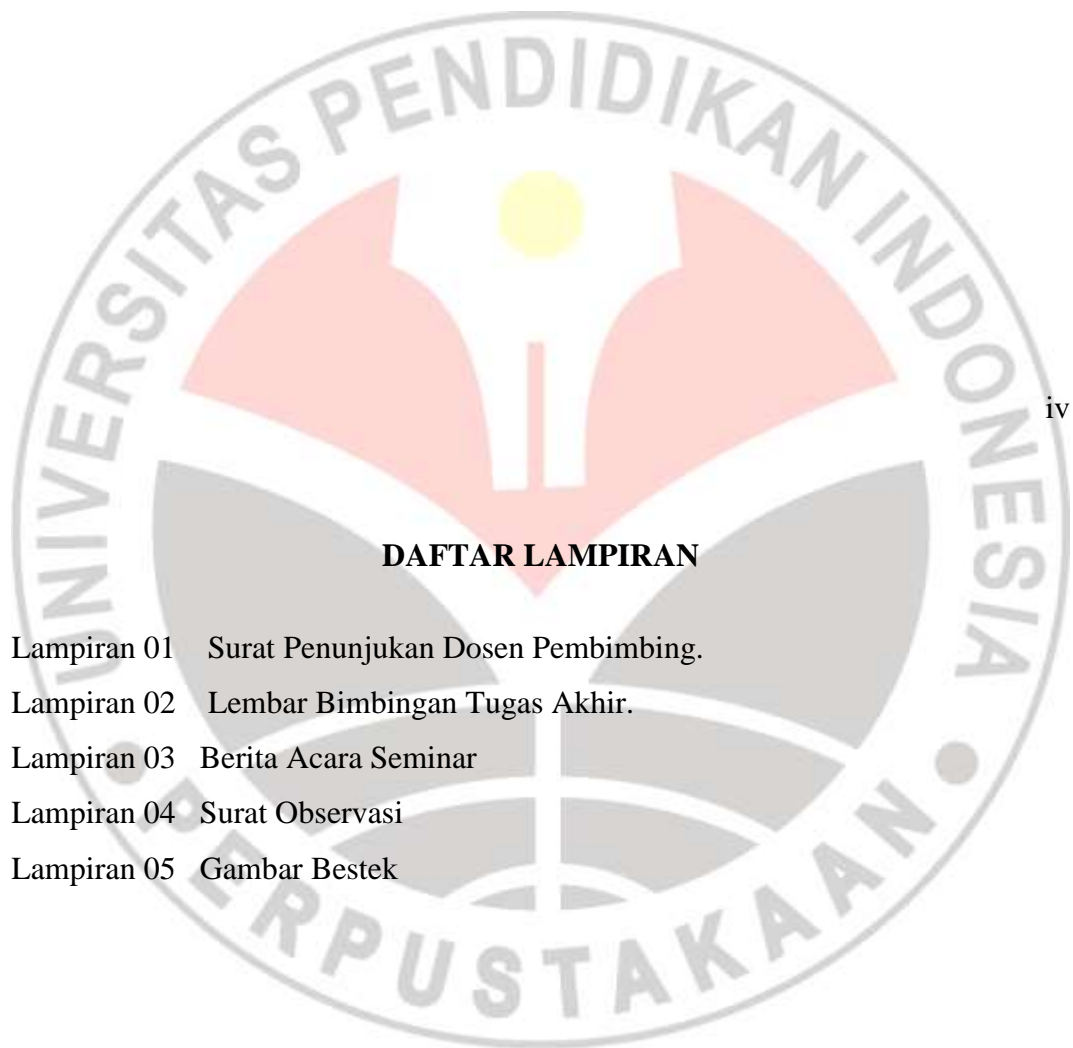 UNIVERSITAS PENDIDIKAN INDONESIA
iv
DAFTAR LAMPIRAN
Lampiran 01 Surat Penunjukan Dosen Pembimbing.
Lampiran 02 Lembar Bimbingan Tugas Akhir.
Lampiran 03 Berita Acara Seminar
Lampiran 04 Surat Observasi
Lampiran 05 Gambar Bestek
PERPUSTAKAAN